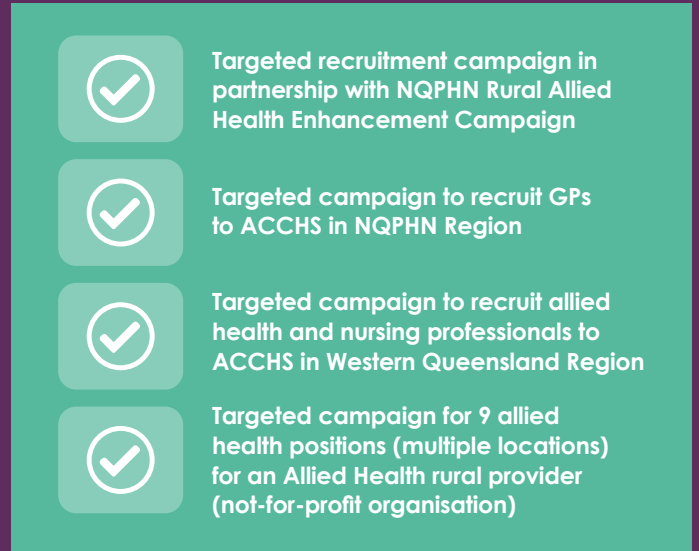 Targeted recruitment campaign in
partnership with NQPHN Rural Allied
Health Enhancement Campaign
Targeted campaign to recruit GPs
to ACCHS in NQPHN Region
Targeted campaign to recruit allied
health and nursing professionals to
ACCHS in Western Queensland Region
Targeted campaign for 9 allied
health positions (multiple locations)
for an Allied Health rural provider
(not-for-profit organisation)